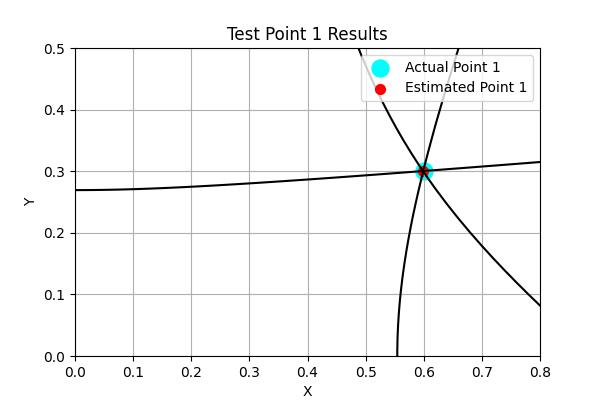 Test Point 1 Results
Actual Point 1
Estimated Point 1
0.5
0.4
0.3
0.2
0.1
0.0
Y
0.0 0.1 0.2 0.3 0.4 0.5 0.6 0.7 0.8
X